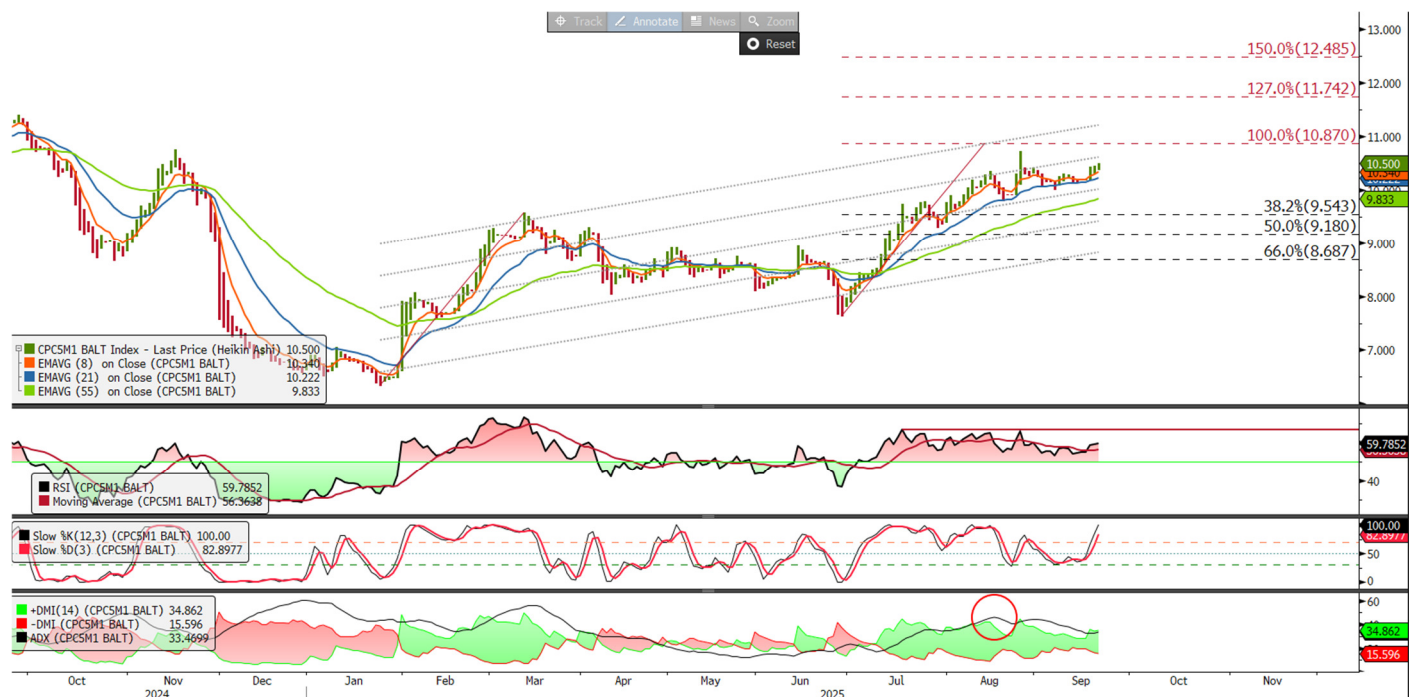 Track Annotate News Zoom
Reset
13.000
150.0%(12.485)
12.000
127.0%(11.742)
11.000
100.0%(10.870)
10.500
10.340
10.222
9.833
38.2%(9.543)
50.0%(9.180)
9.000
66.0%(8.687)
8.000
7.000
CPC5M1 BALT Index - Last Price (Heikin Ashi) 10.500
EMAVG (8) on Close (CPC5M1 BALT) 10.340
EMAVG (21) on Close (CPC5M1 BALT) 10.222
EMAVG (55) on Close (CPC5M1 BALT) 9.833
59.7852
40
RSI (CPC5M1 BALT) 59.7852
Moving Average (CPC5M1 BALT) 56.3638
100.00
82.8977
50
0
Slow %K(12,3) (CPC5M1 BALT) 100.00
Slow %D(3) (CPC5M1 BALT) 82.8977
60
34.862
15.596
+DMI(14) (CPC5M1 BALT) 34.862
-DMI (CPC5M1 BALT) 15.596
ADX (CPC5M1 BALT) 33.4699
Oct Nov Dec Jan Feb Mar Apr May Jun Jul Aug Sep Oct Nov
2024 2025